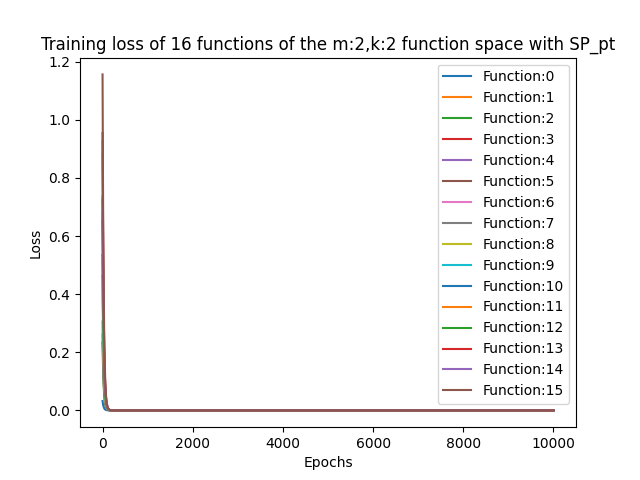 Training loss of 16 functions of the m:2,k:2 function space with SP_pt
1.2
1.0
0.8
0.6
0.4
0.2
0.0
Loss
0 2000 4000 6000 8000 10000
Epochs
Function:0
Function:1
Function:2
Function:3
Function:4
Function:5
Function:6
Function:7
Function:8
Function:9
Function:10
Function:11
Function:12
Function:13
Function:14
Function:15